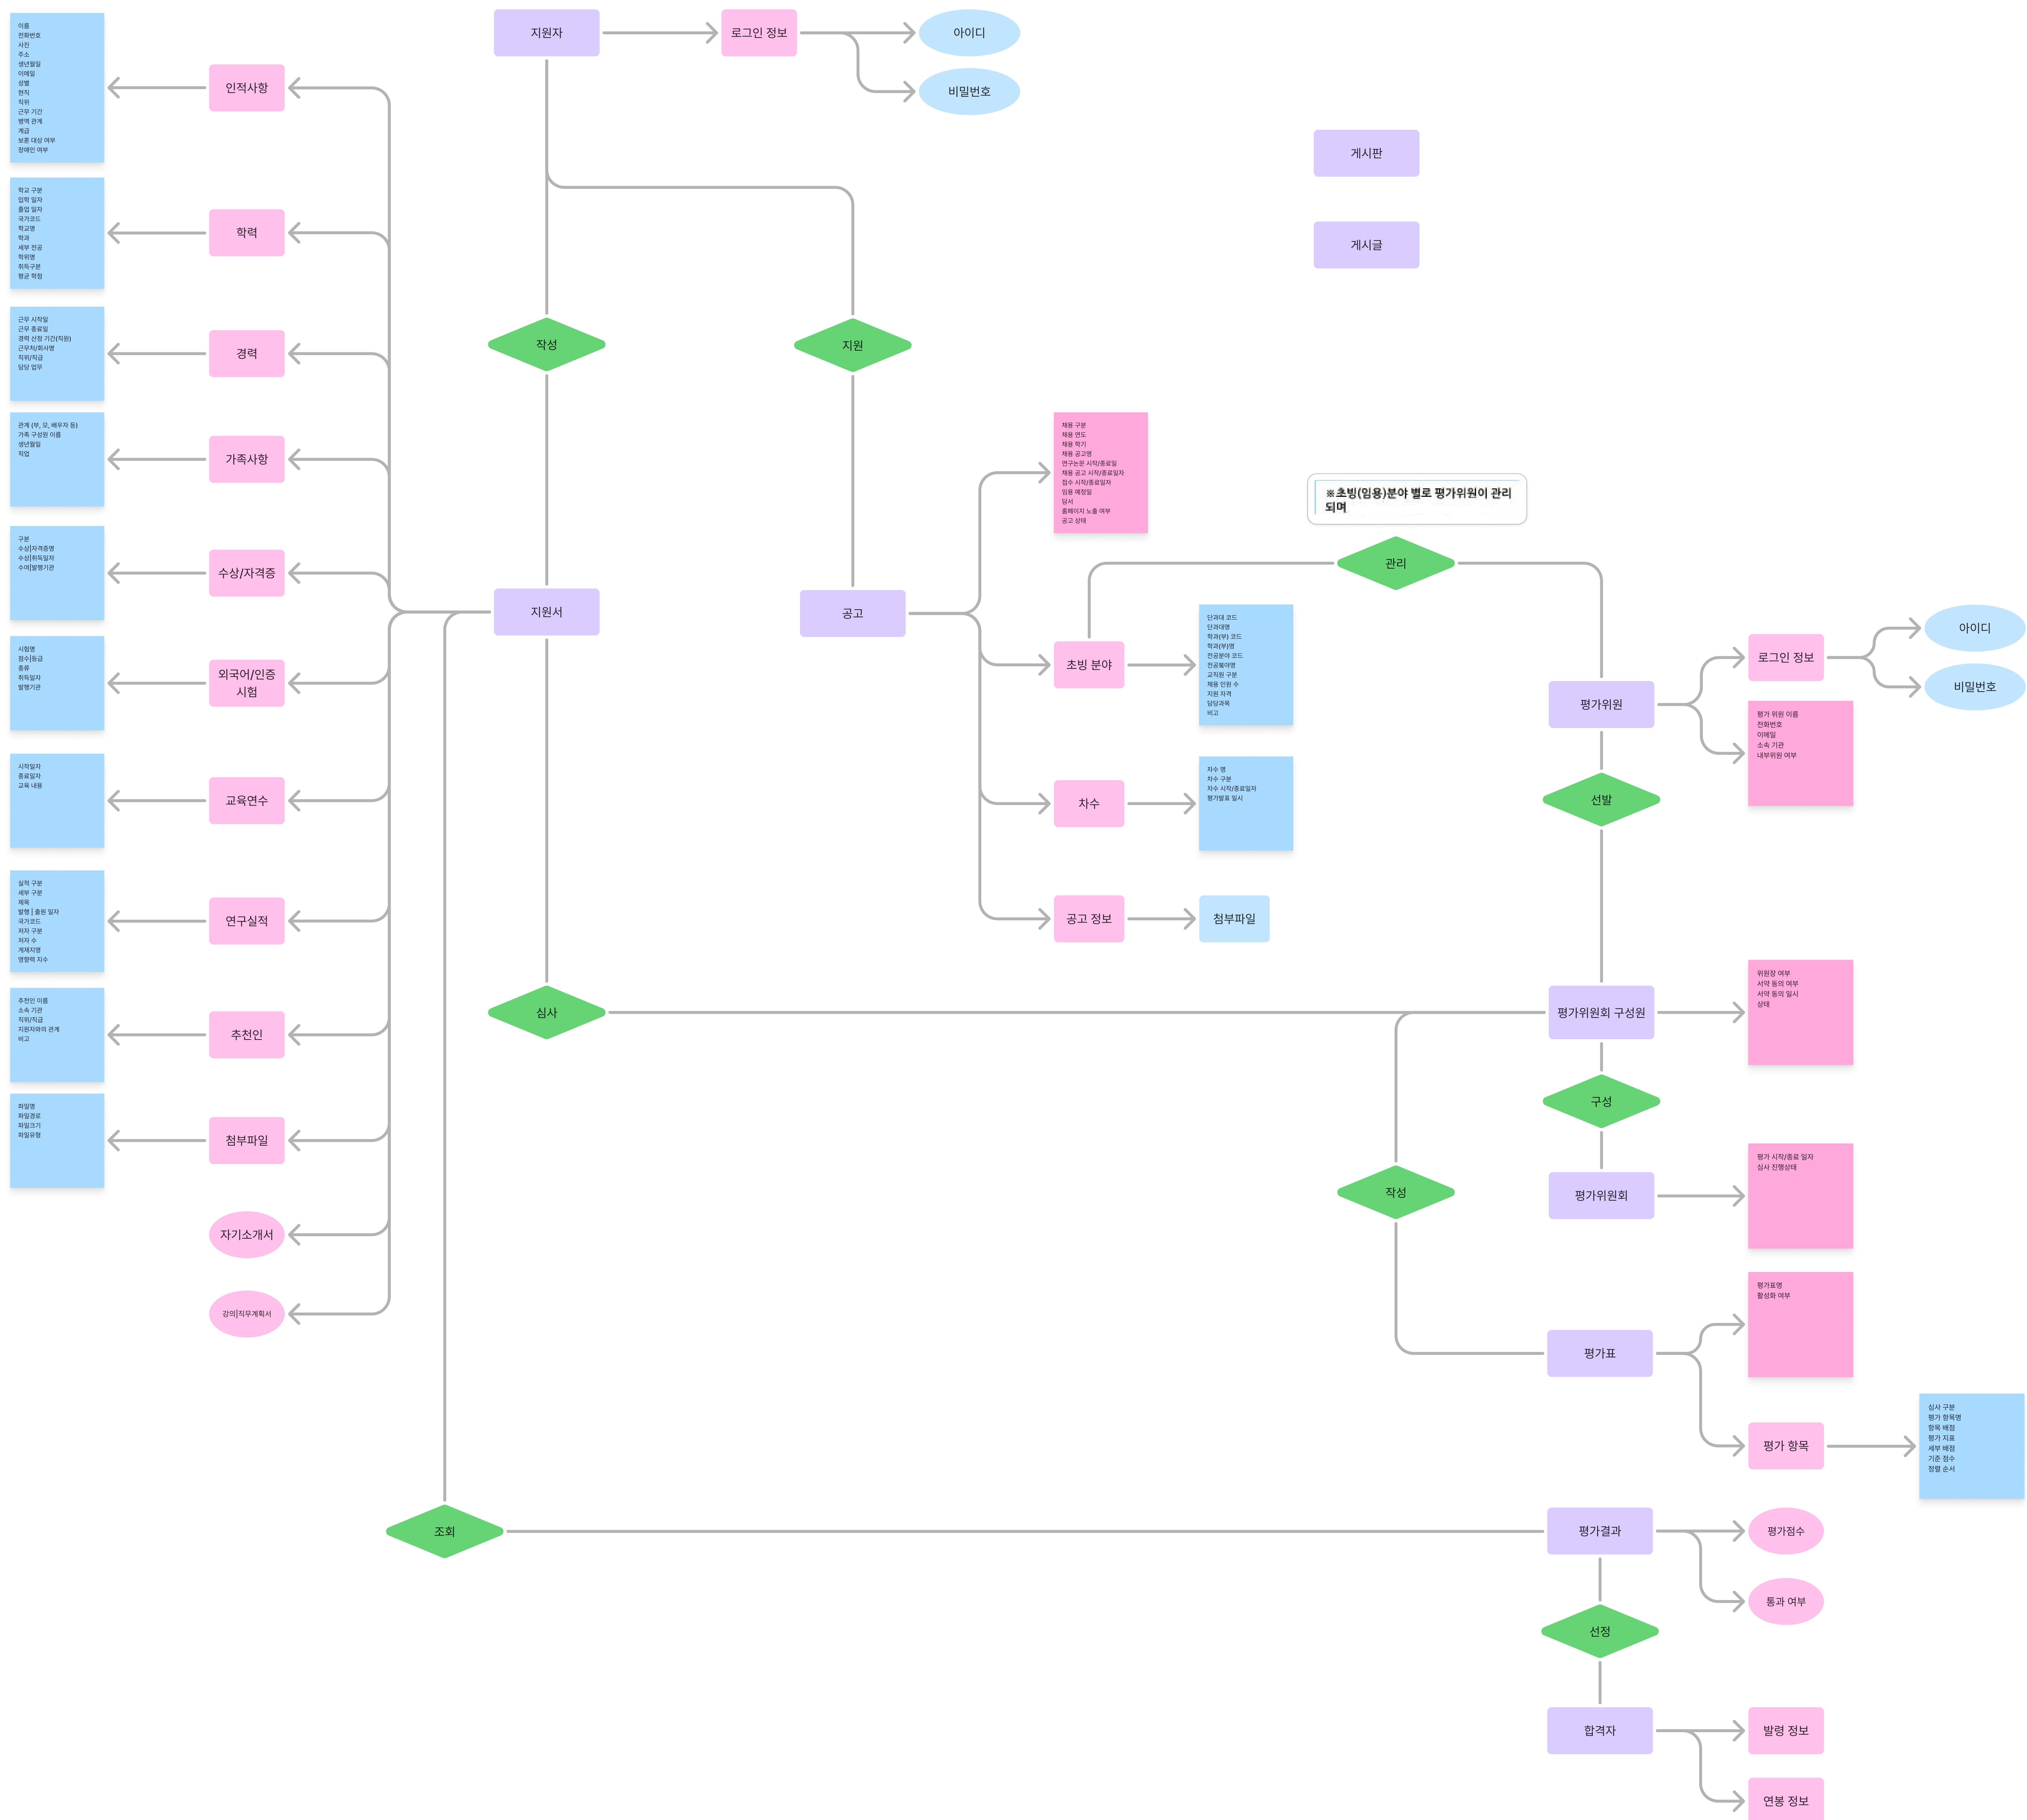 지원자
로그인 정보
아이디
비밀번호
이름
전화번호
사진
주소
생년월일
이메일
성별
현직
직위
근무 기간
병역 관계
계급
보훈 대상 여부
장애인 여부
인적사항
게시판
게시글
학교 구분
입학 일자
졸업 일자
국가코드
학교명
학과
세부 전공
학위명
취득구분
평균 학점
학력
근무 시작일
근무 종료일
경력 산정 기간(직원)
근무처/회사명
직위/직급
담당 업무
경력
작성
지원
관계 (부, 모, 배우자 등)
가족 구성원 이름
생년월일
직업
가족사항
채용 구분
채용 연도
채용 학기
채용 공고명
연구논문 시작/종료일
채용 공고 시작/종료일자
접수 시작/종료일자
임용 예정일
담서
홈페이지 노출 여부
공고 상태
※초빙(임용)분야 별로 평가위원이 관리
되며
관리
구분
수상|자격증명
수상|취득일자
수여|발행기관
수상/자격증
지원서
공고
시험명
점수|등급
종류
취득일자
발행기관
외국어/인증
시험
초빙 분야
단과대 코드
단과대명
학과(부) 코드
학과(부)명
전공분야 코드
교직원 구분
채용 인원 수
지원 자격
담당과목
비고
평가위원
로그인 정보
아이디
비밀번호
평가 위원 이름
전화번호
이메일
소속 기관
내부위원 여부
시작일자
종료일자
교육 내용
교육연수
차수
차수 명
차수 구분
차수 시작/종료일자
평가발표 일시
선발
실적 구분
세부 구분
제목
발행 | 출원 일자
국가코드
저자 구분
저자 수
게재지명
영향력 지수
연구실적
공고 정보
첨부파일
추천인 이름
소속 기관
직위/직급
지원자와의 관계
비고
추천인
심사
평가위원회 구성원
위원장 여부
서약 동의 여부
서약 동의 일시
상태
구성
파일명
파일경로
파일크기
파일유형
첨부파일
작성
평가위원회
평가 시작/종료 일자
심사 진행상태
자기소개서
강의|직무계획서
평가표
평가표명
활성화 여부
평가 항목
심사 구분
평가 항목명
항목 배점
평가 지표
세부 배점
기준 점수
정렬 순서
조회
평가결과
평가점수
통과 여부
선정
합격자
발령 정보
연봉 정보